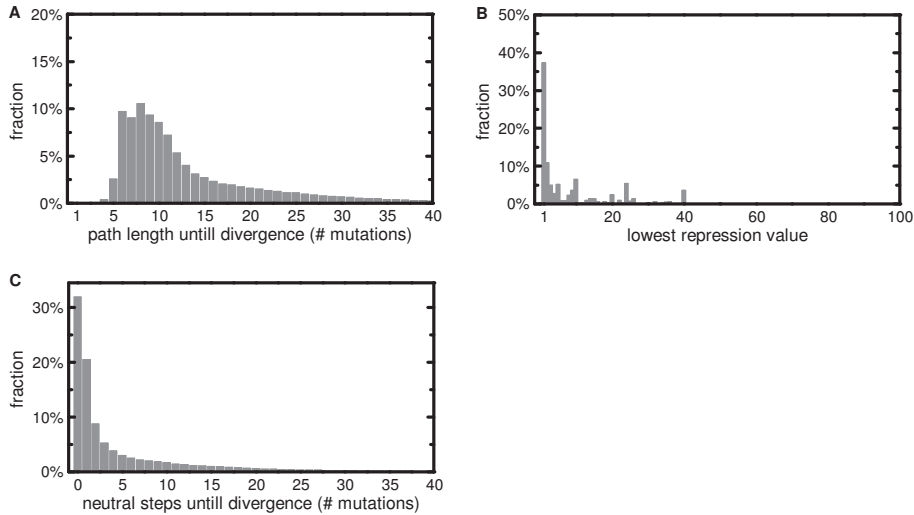 A
20%
15%
10%
5%
0%
fraction
1 5 10 15 20 25 30 35 40
path length untill divergence (# mutations)
B
50%
40%
30%
20%
10%
0%
fraction
1 20 40 60 80 100
lowest repression value
C
30%
20%
10%
0%
fraction
0 5 10 15 20 25 30 35 40
neutral steps untill divergence (# mutations)